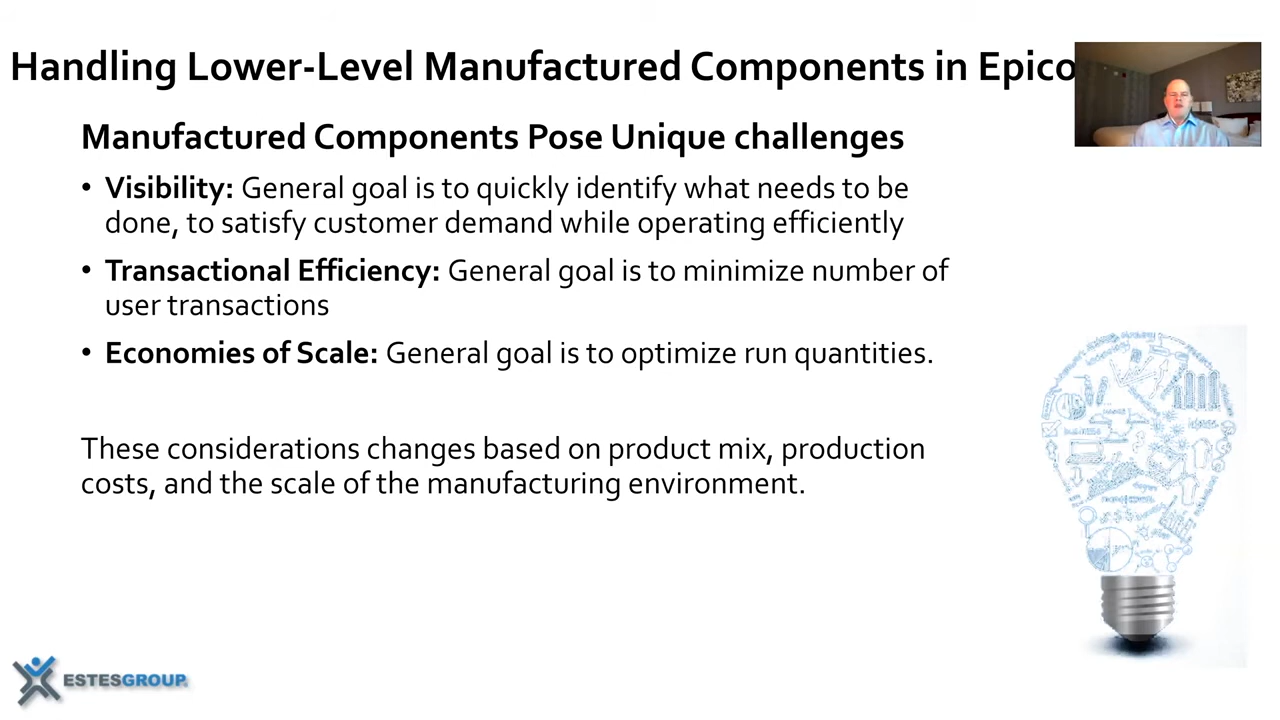 Handling Lower-Level Manufactured Components in Epico
Manufactured Components Pose Unique challenges
• Visibility: General goal is to quickly identify what needs to be
done, to satisfy customer demand while operating efficiently
• Transactional Efficiency: General goal is to minimize number of
user transactions
• Economies of Scale: General goal is to optimize run quantities.
These considerations changes based on product mix, production
costs, and the scale of the manufacturing environment.
ESTESGROUP